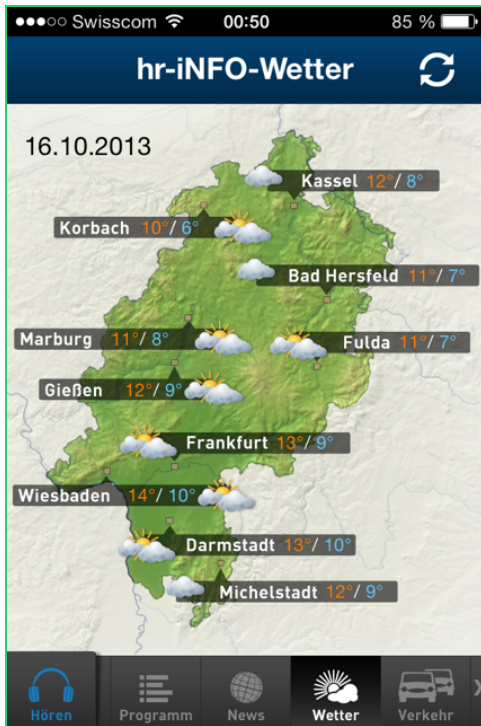 Swisscom 00:50 85 %
hr-iNFO-Wetter
16.10.2013
Kassel 12°/ 8°
Korbach 10°/ 6°
Bad Hersfeld 11°/ 7°
Marburg 11°/ 8°
Fulda 11°/ 7°
Gießen 12°/ 9°
Frankfurt 13°/ 9°
Wiesbaden 14°/ 10°
Darmstadt 13°/ 10°
Michelstadt 12°/ 9°
Hören Programm News Wetter Verkehr